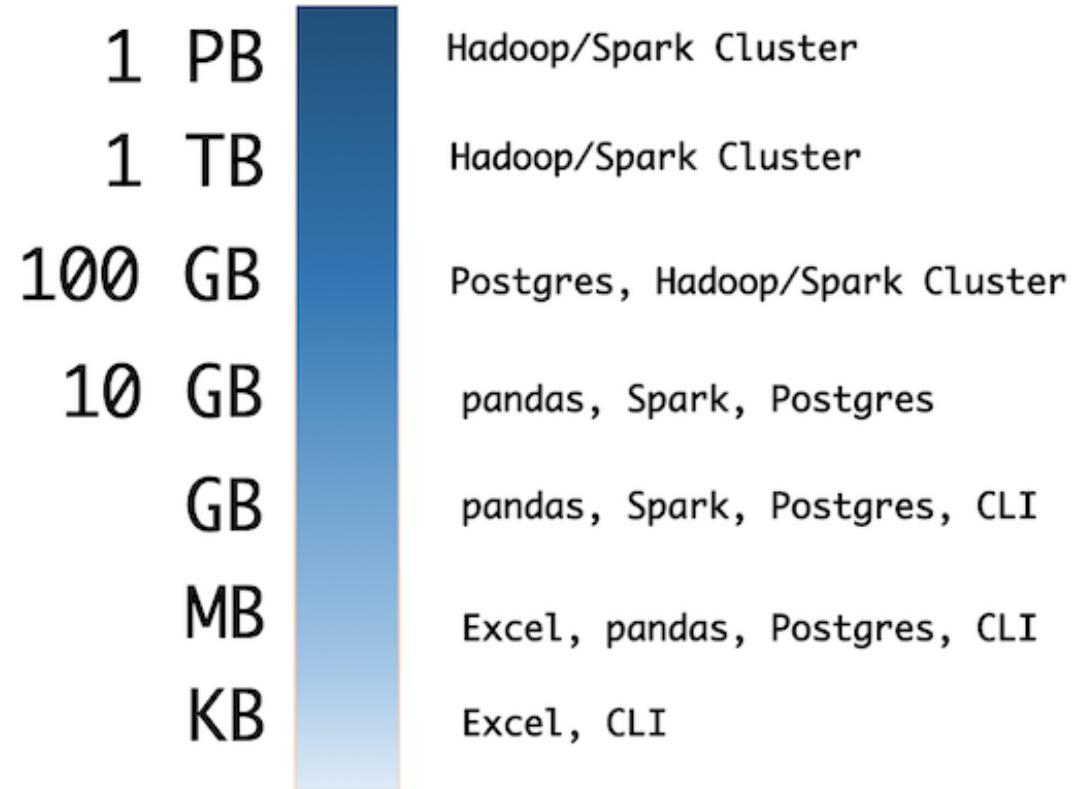 1 PB Hadoop/Spark Cluster
1 TB Hadoop/Spark Cluster
100 GB Postgres, Hadoop/Spark Cluster
10 GB pandas, Spark, Postgres
GB pandas, Spark, Postgres, CLI
MB Excel, pandas, Postgres, CLI
KB Excel, CLI